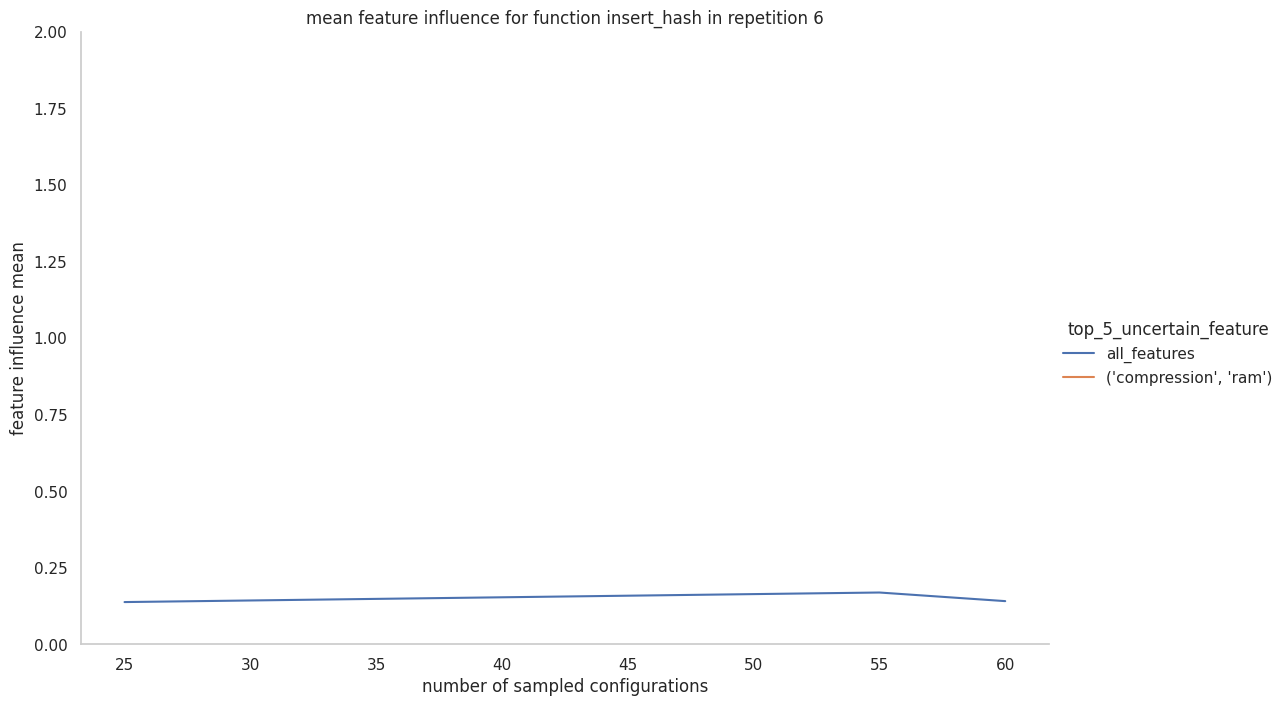 mean feature influence for function insert_hash in repetition 6
2.00
1.75
1.50
1.25
1.00
0.75
0.50
0.25
0.00
feature influence mean
25 30 35 40 45 50 55 60
number of sampled configurations
top_5_uncertain_feature
all_features
('compression', 'ram')